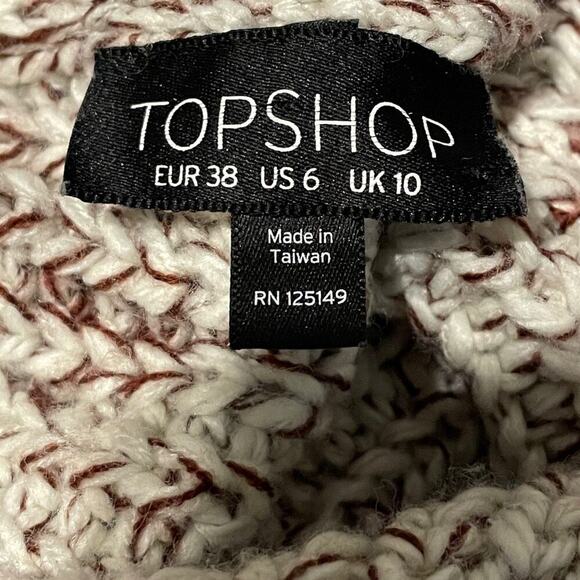 TOPSHOP
EUR 38 US 6 UK 10
Made in
Taiwan
RN 125149